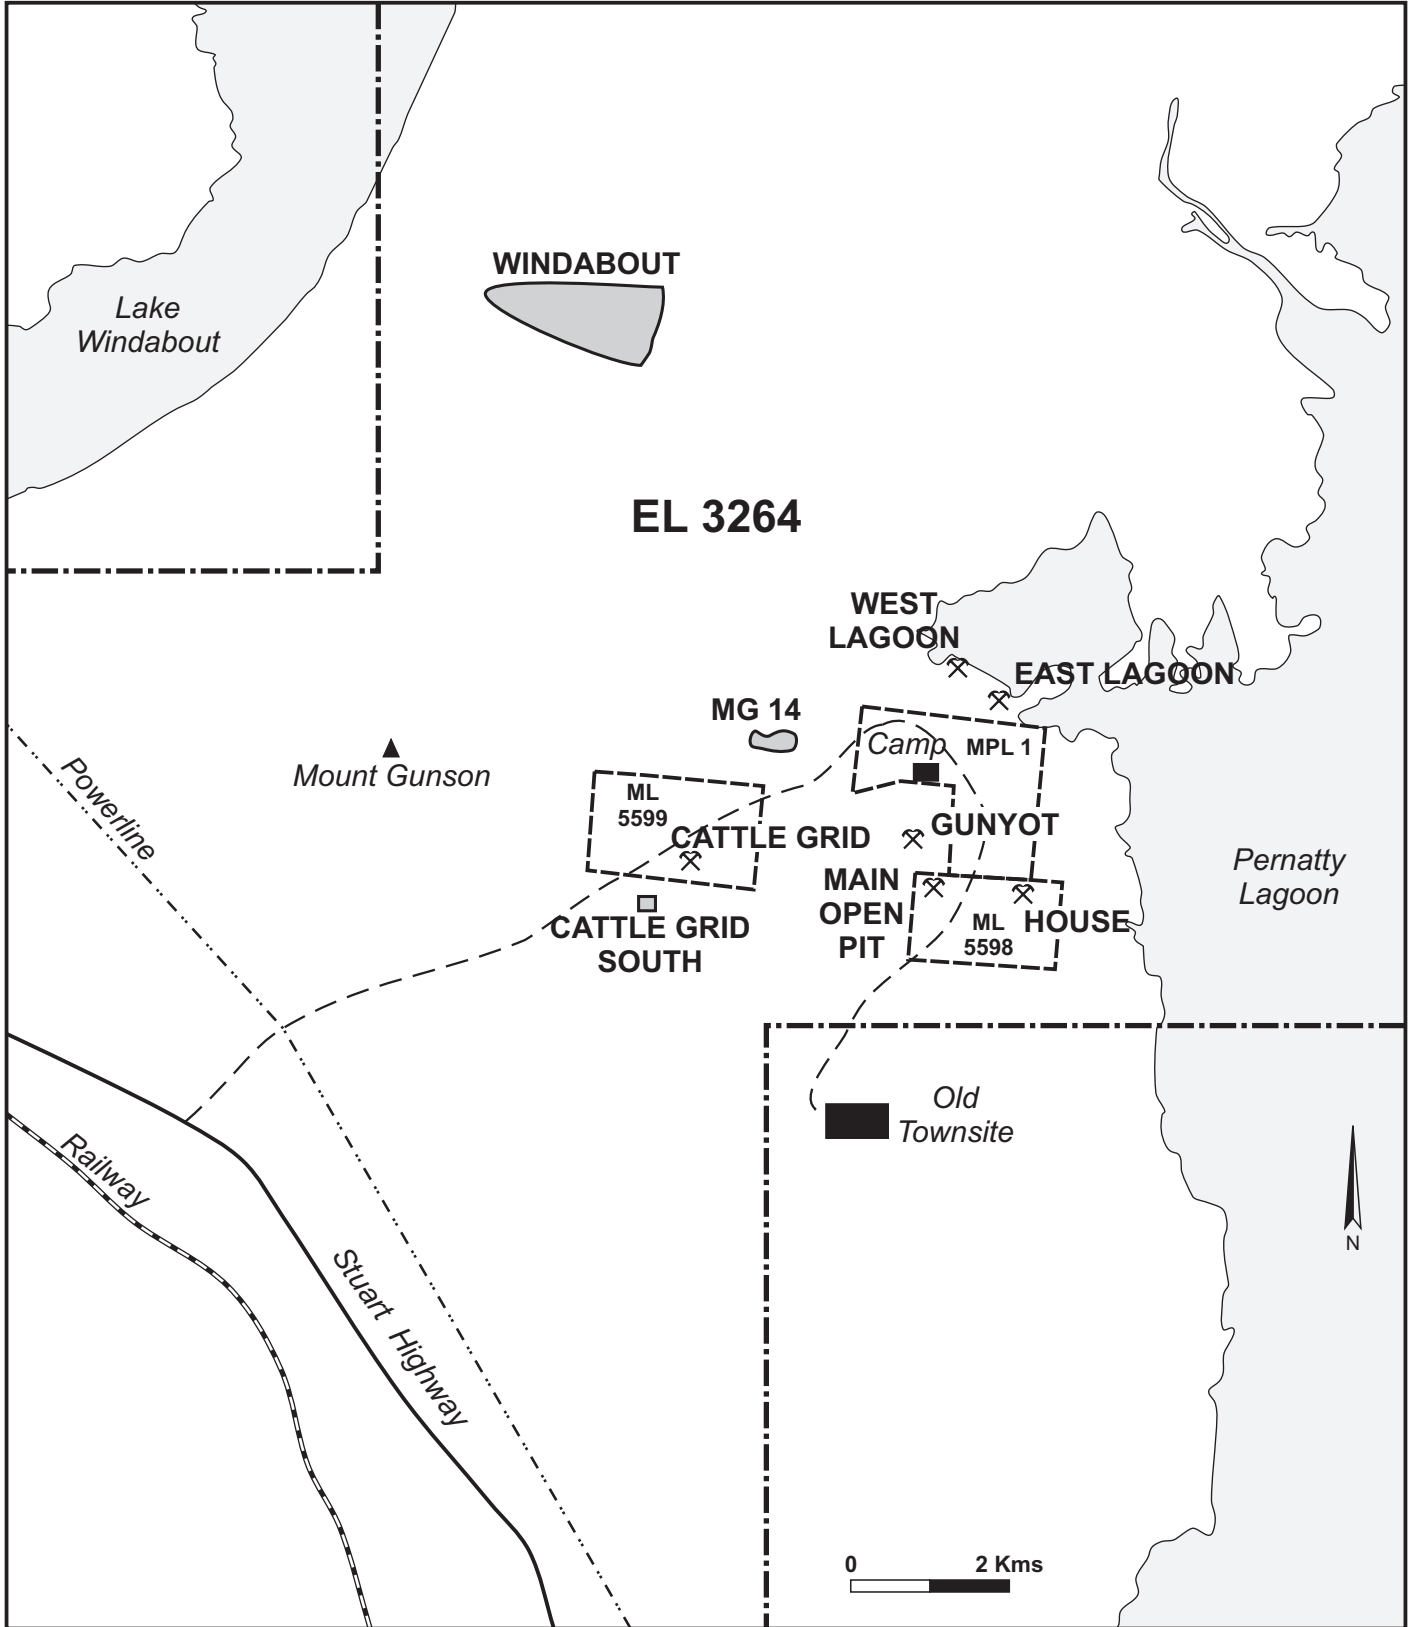 WINDABOUT
Lake
Windabout
EL 3264
WEST
LAGOON
EAST LAGOON
MG 14
Camp
MPL 1
Mount Gunson
Powerline
ML
5599
CATTLE GRID
GUNYOT
Pernatty
Lagoon
MAIN
OPEN
PIT
HOUSE
ML
5598
CATTLE GRID
SOUTH
Old
Townsite
Railway
Stuart Highway
N
0 2 Kms